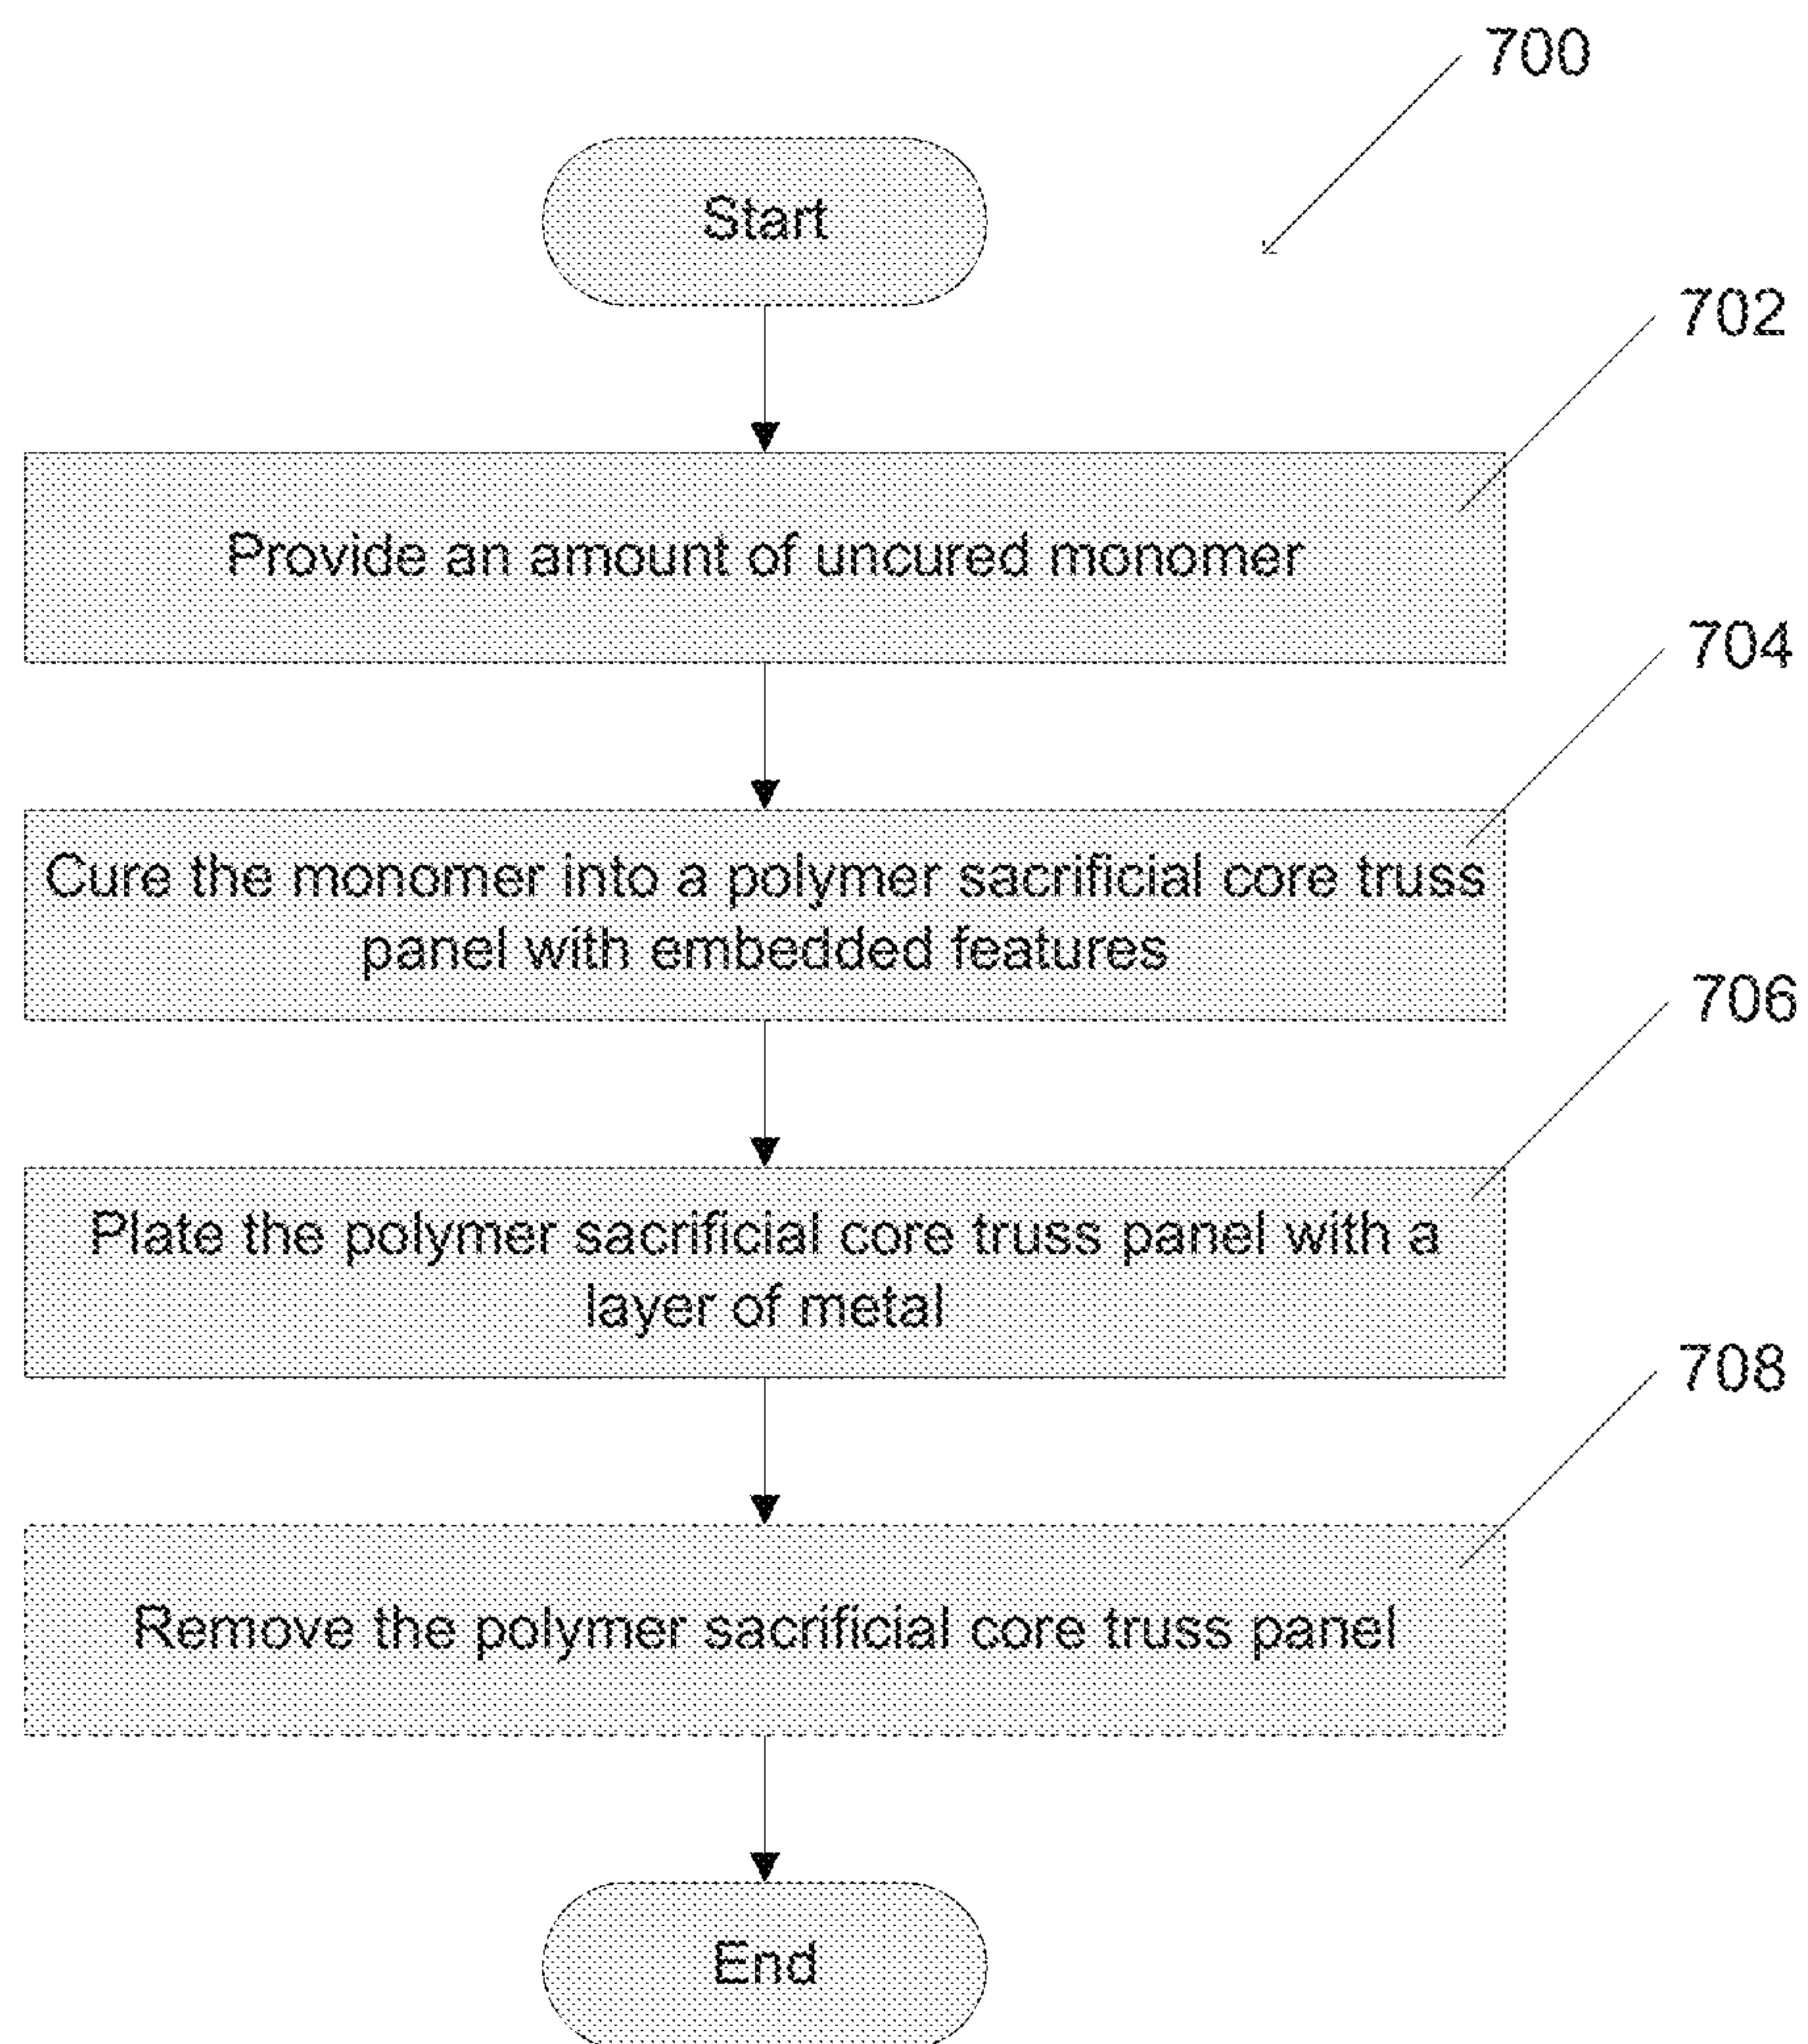 700
Start
702
Provide an amount of uncured monomer
704
Cure the monomer into a polymer sacrificial core truss
panel with embedded features
706
Plate the polymer sacrificial core truss panel with a
layer of metal
708
Remove the polymer sacrificial core truss panel
End